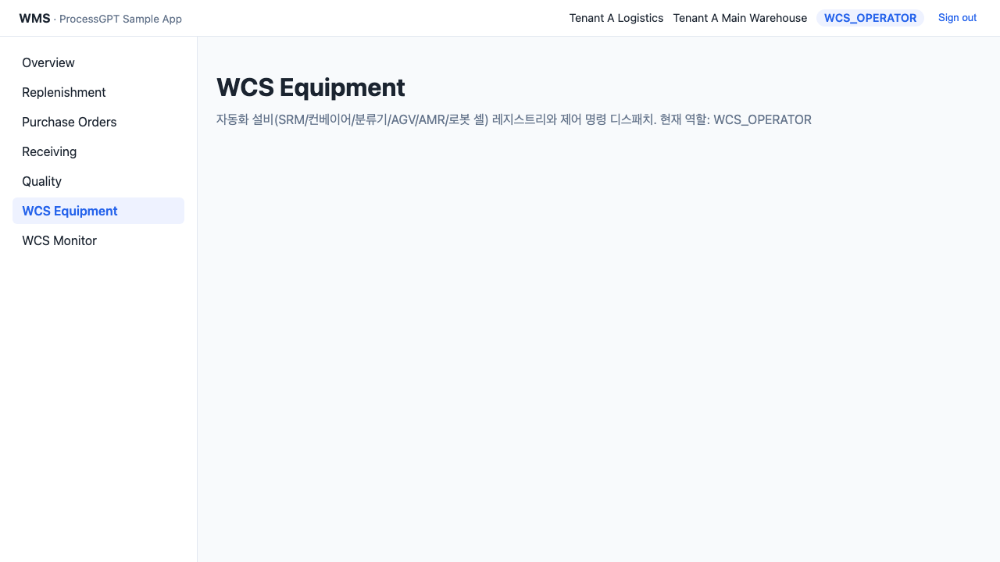 WMS · ProcessGPT Sample App
Tenant A Logistics Tenant A Main Warehouse WCS_OPERATOR Sign out
Overview
Replenishment
Purchase Orders
Receiving
Quality
WCS Equipment
WCS Monitor
WCS Equipment
자동화 설비(SRM/컨베이어/분류기/AGV/AMR/로봇 셀) 레지스트리와 제어 명령 디스패치. 현재 역할: WCS_OPERATOR